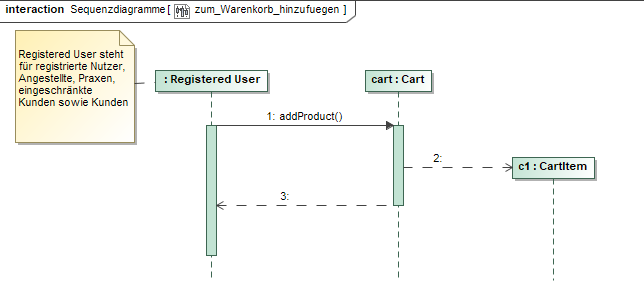 interaction Sequenzdiagramme[ zum_Warenkorb_hinzufuegen ]
Registered User steht
für registrierte Nutzer,
Angestellte, Praxen,
eingeschränkte
Kunden sowie Kunden
: Registered User
cart : Cart
1: addProduct()
2:
c1 : CartItem
3: